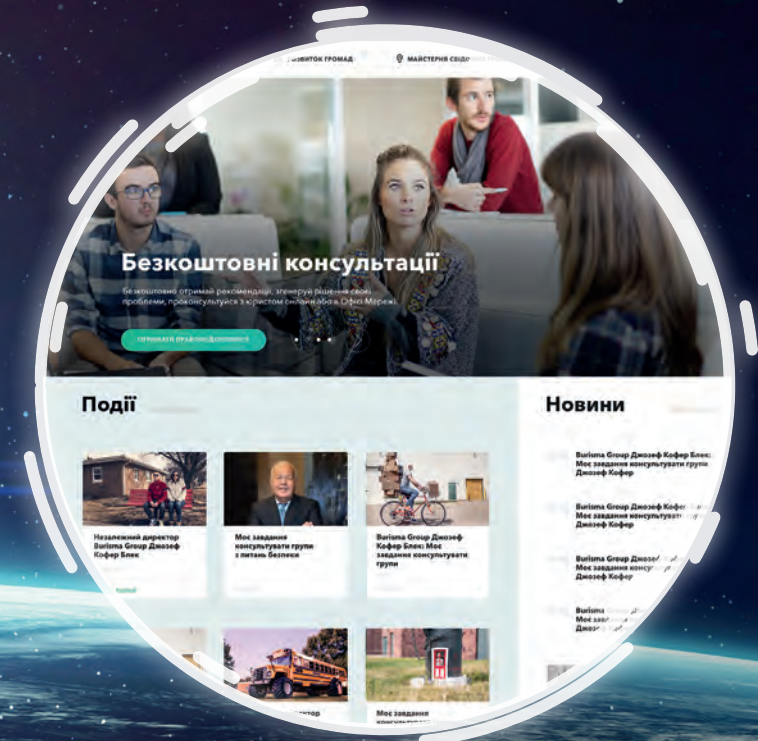 РОЗВИТОК ГРОМАД
МАЙСТЕРНЯ
Безкоштовні консультації
Безкоштовно отримай рекомендації, згенеруй рішення своєї
проблеми, проконсультуйся з юристом онлайн або в Офісі Мережі.
ОТРИМАТИ
Події
Новини
Незалежний директор
Burisma Group Джозеф
Кофер Блек
Моє завдання
консультувати групи
з питань безпеки
Burisma Group Джозеф
Кофер Блек: Моє
завдання консультувати
групи
Моє завдання
Burisma Group Джозеф Кофер Блек:
Моє завдання консультувати групи
Джозеф Кофер
Burisma Group Джозеф Кофер
Моє завдання консультувати
Джозеф Кофер
Burisma Group Джозеф
Моє завдання
Джозеф Кофер
Burisma
Моє